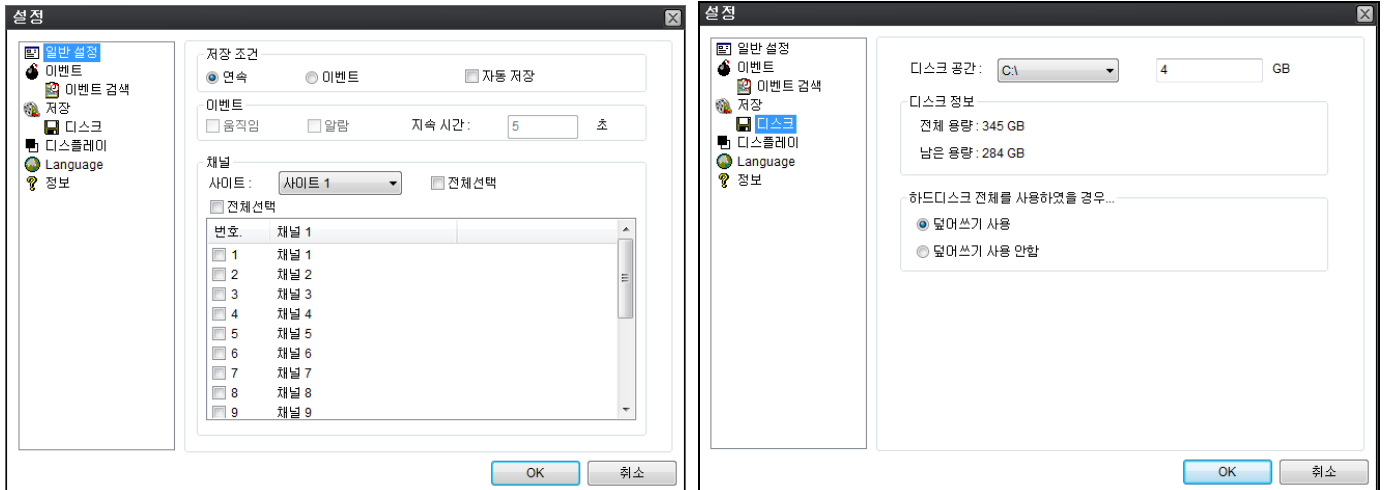 설정
일반 설정
이벤트
이벤트 검색
저장
디스크
디스플레이
Language
정보
저장 조건
연속 이벤트 자동 저장
이벤트
움직임 알람 지속 시간 : 5 초
채널
사이트 : 사이트 1 전체선택
전체선택
번호. 채널 1
1 채널 1
2 채널 2
3 채널 3
4 채널 4
5 채널 5
6 채널 6
7 채널 7
8 채널 8
9 채널 9
OK 취소
설정
일반 설정
이벤트
이벤트 검색
저장
디스크
디스플레이
Language
정보
디스크 공간 : C:\ 4 GB
디스크 정보
전체 용량 : 345 GB
남은 용량 : 284 GB
하드디스크 전체를 사용하였을 경우...
덮어쓰기 사용
덮어쓰기 사용 안함
OK 취소